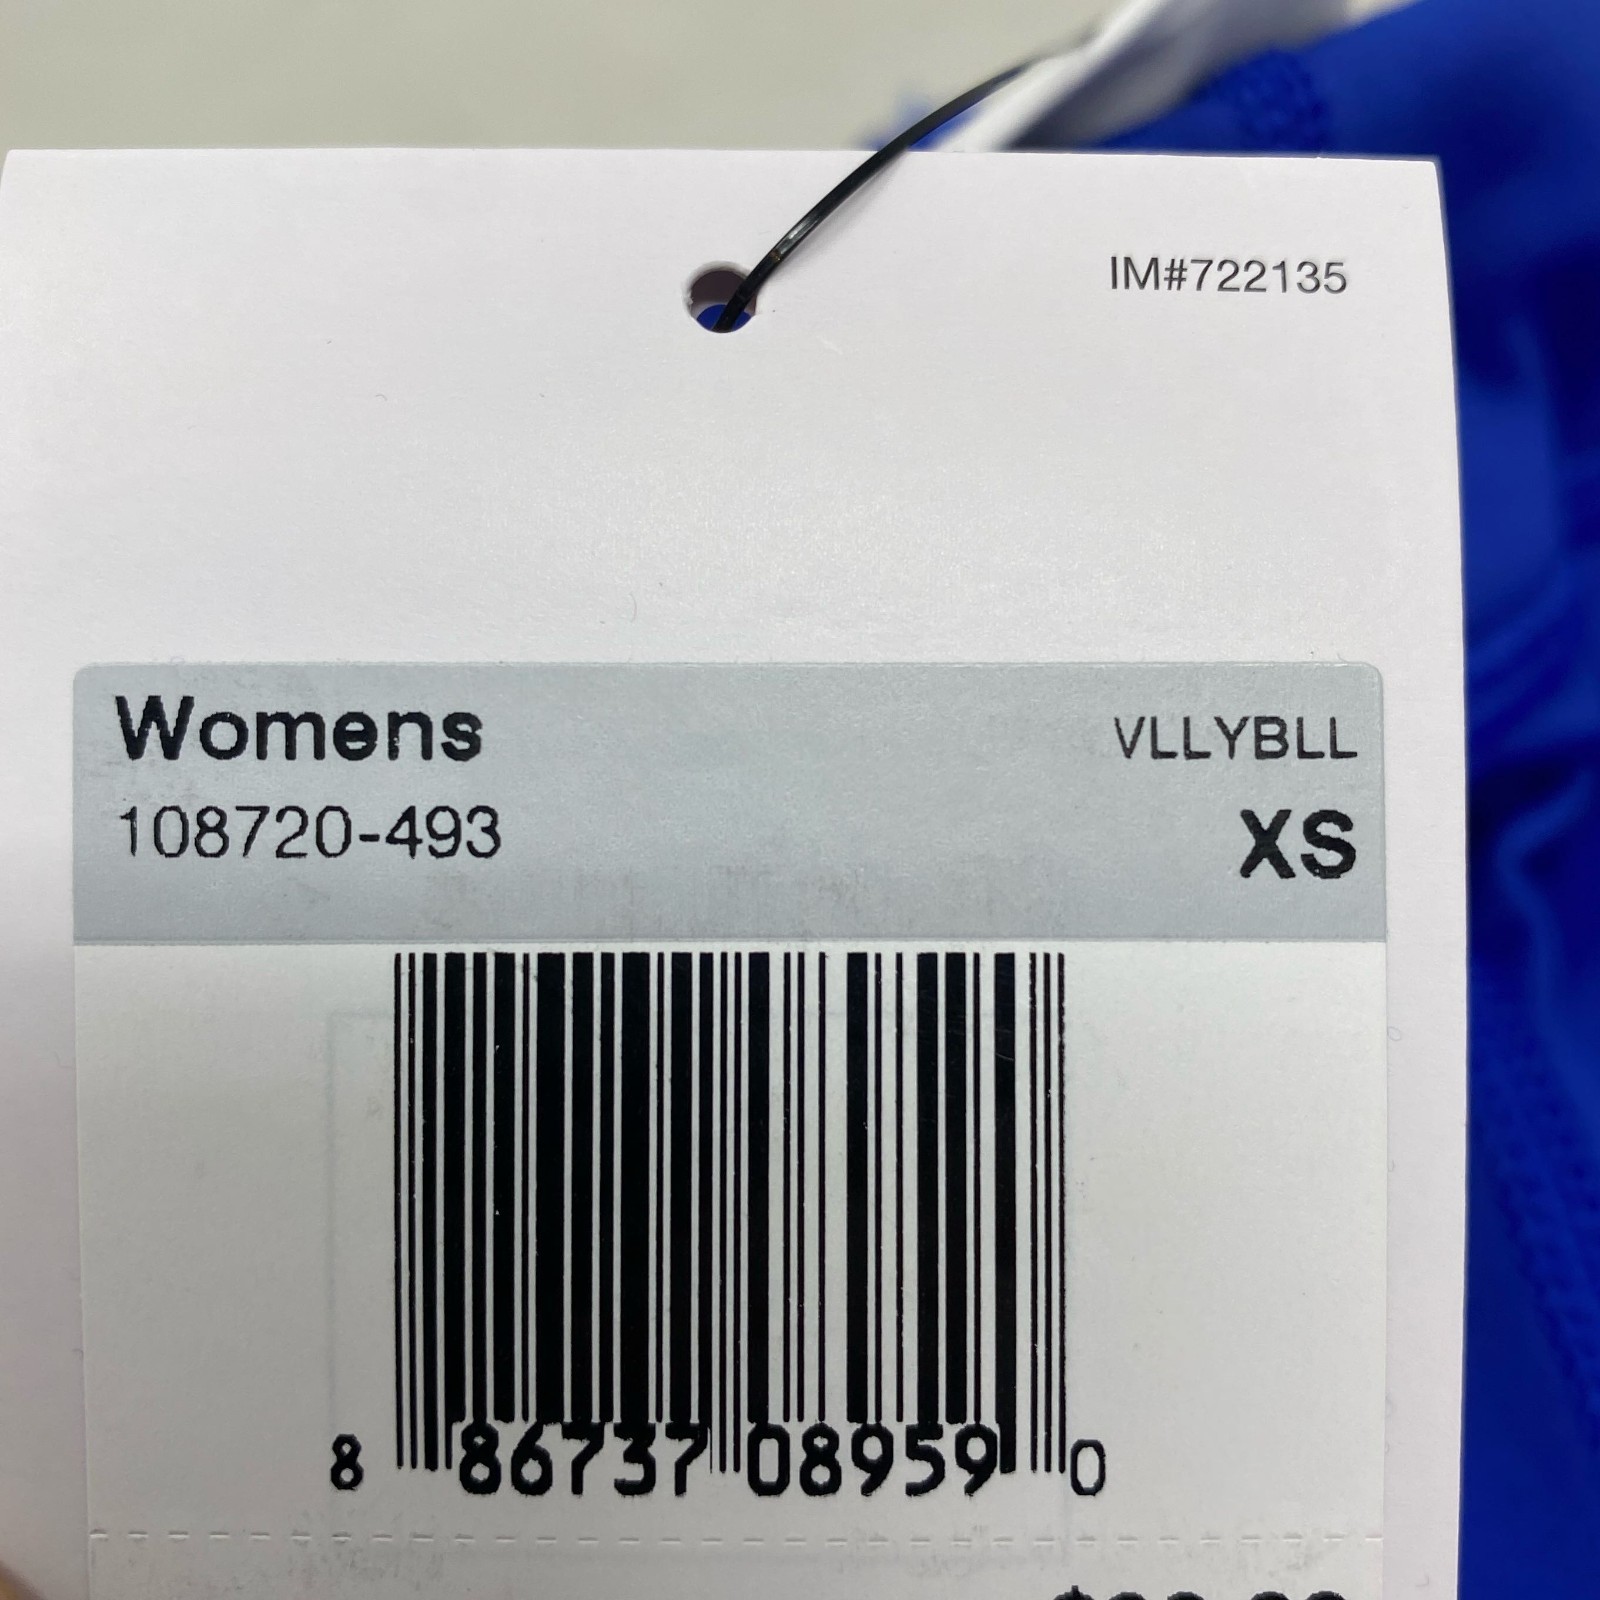 IM#722135
Womens
VLLYBLL
108720-493
XS
8 86737 08959 0